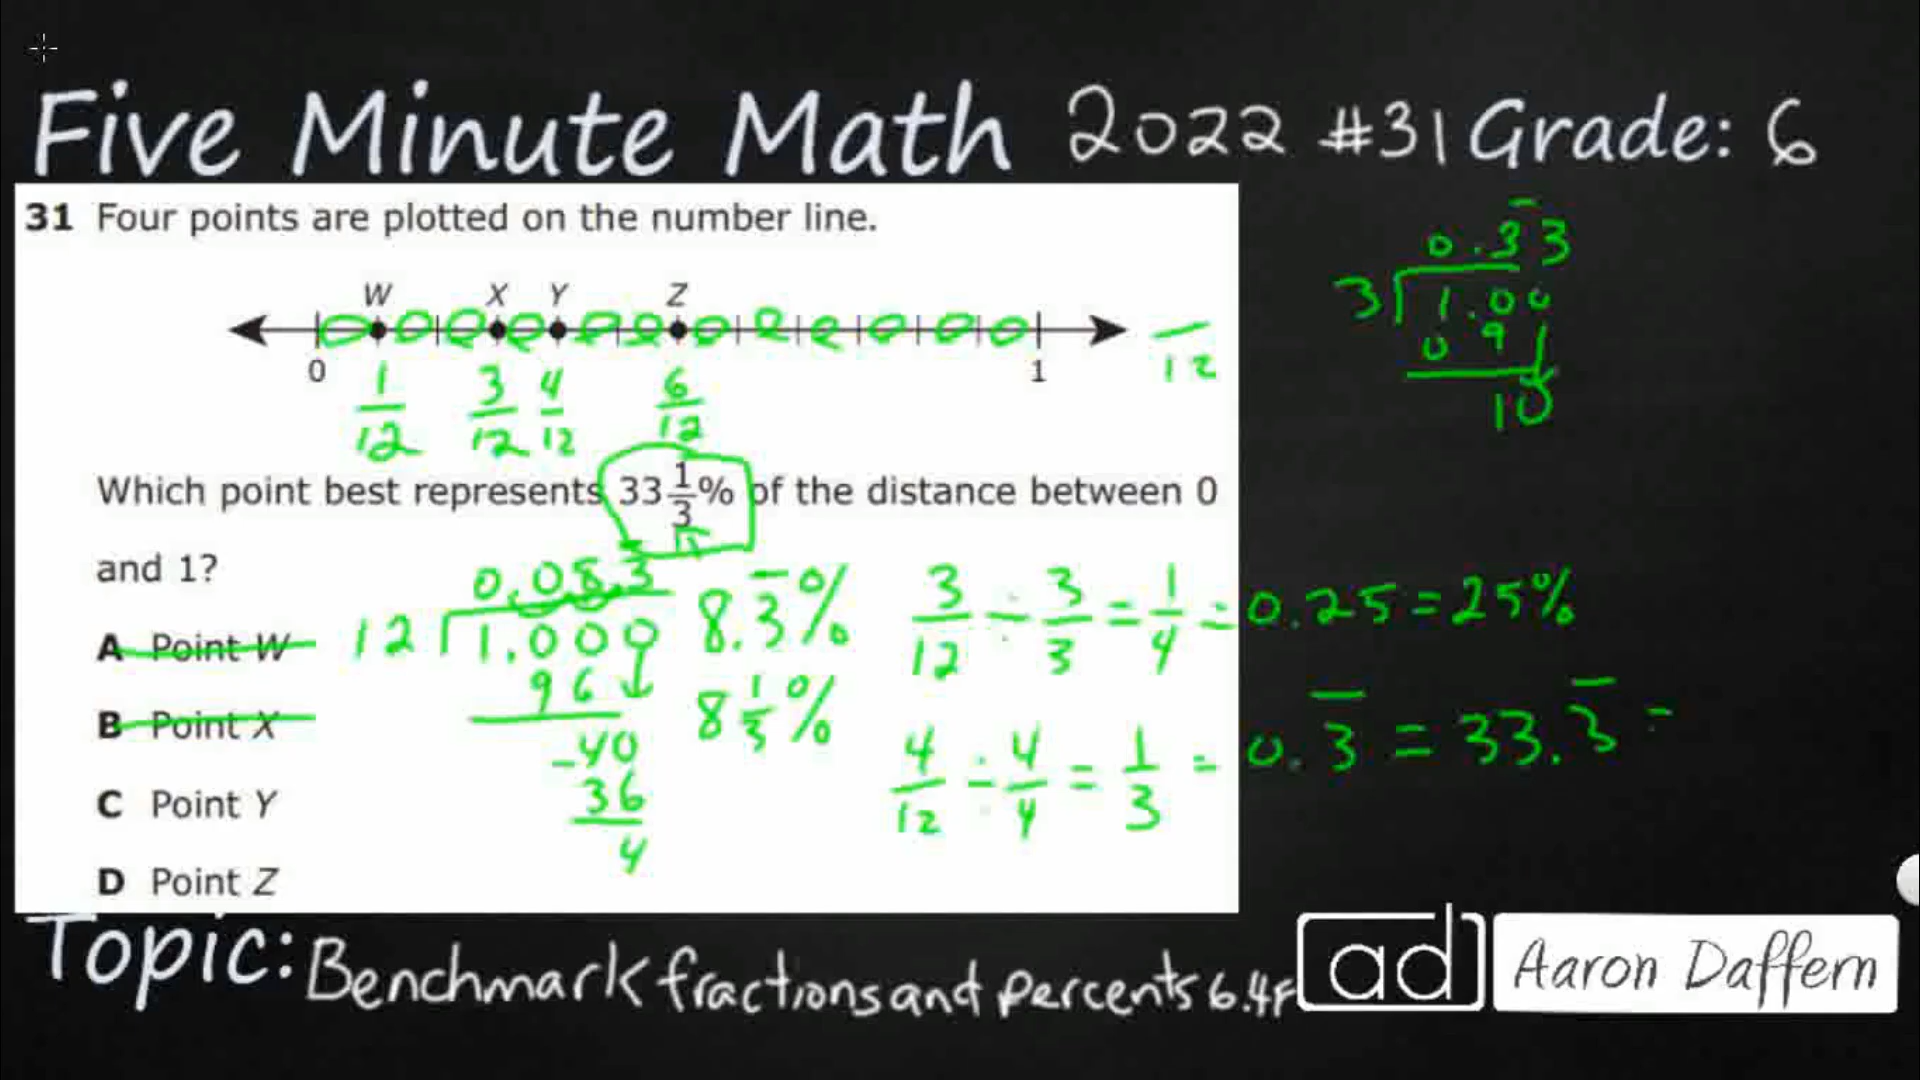 Five Minute Math 2022 #31 Grade: 6
31 Four points are plotted on the number line.
W X Y Z
0 1
1/12 3/12 4/12 6/12 —/12
Which point best represents 33 1/3% of the distance between 0
and 1?
A Point W
B Point X
C Point Y
D Point Z
0.083
12 1.000
96
-40
36
4
8.3̅%
8 1/3%
3/12 ÷ 3/3 = 1/4 = 0.25 = 25%
4/12 ÷ 4/4 = 1/3 = 0.3̅ = 33.3̅ =
0.3̅3
3 1.00
0 9
10
Topic: Benchmark fractions and percents 6.4F
ad Aaron Daffern